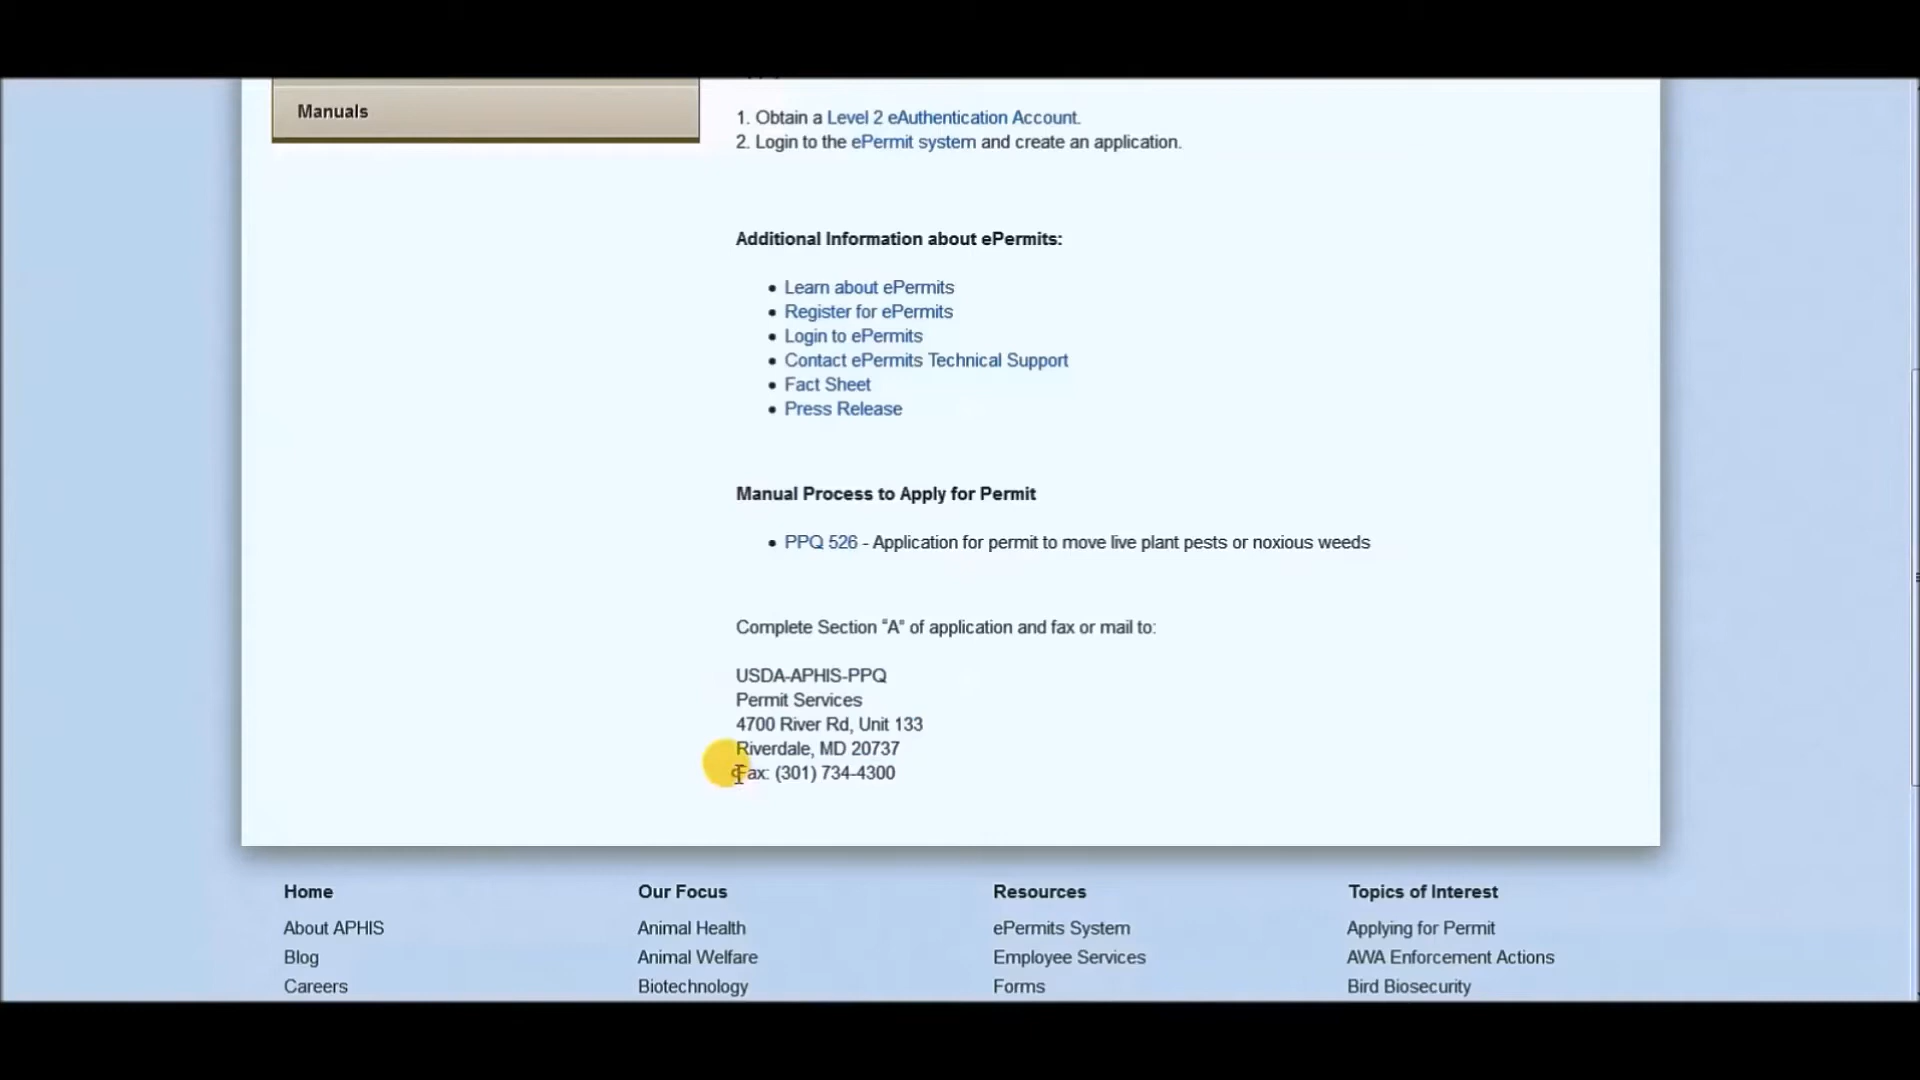 Manuals
1. Obtain a Level 2 eAuthentication Account.
2. Login to the ePermit system and create an application.
Additional Information about ePermits:
• Learn about ePermits
• Register for ePermits
• Login to ePermits
• Contact ePermits Technical Support
• Fact Sheet
• Press Release
Manual Process to Apply for Permit
• PPQ 526 - Application for permit to move live plant pests or noxious weeds
Complete Section "A" of application and fax or mail to:
USDA-APHIS-PPQ
Permit Services
4700 River Rd, Unit 133
Riverdale, MD 20737
Fax: (301) 734-4300
Home
About APHIS
Blog
Careers
Our Focus
Animal Health
Animal Welfare
Biotechnology
Resources
ePermits System
Employee Services
Forms
Topics of Interest
Applying for Permit
AWA Enforcement Actions
Bird Biosecurity